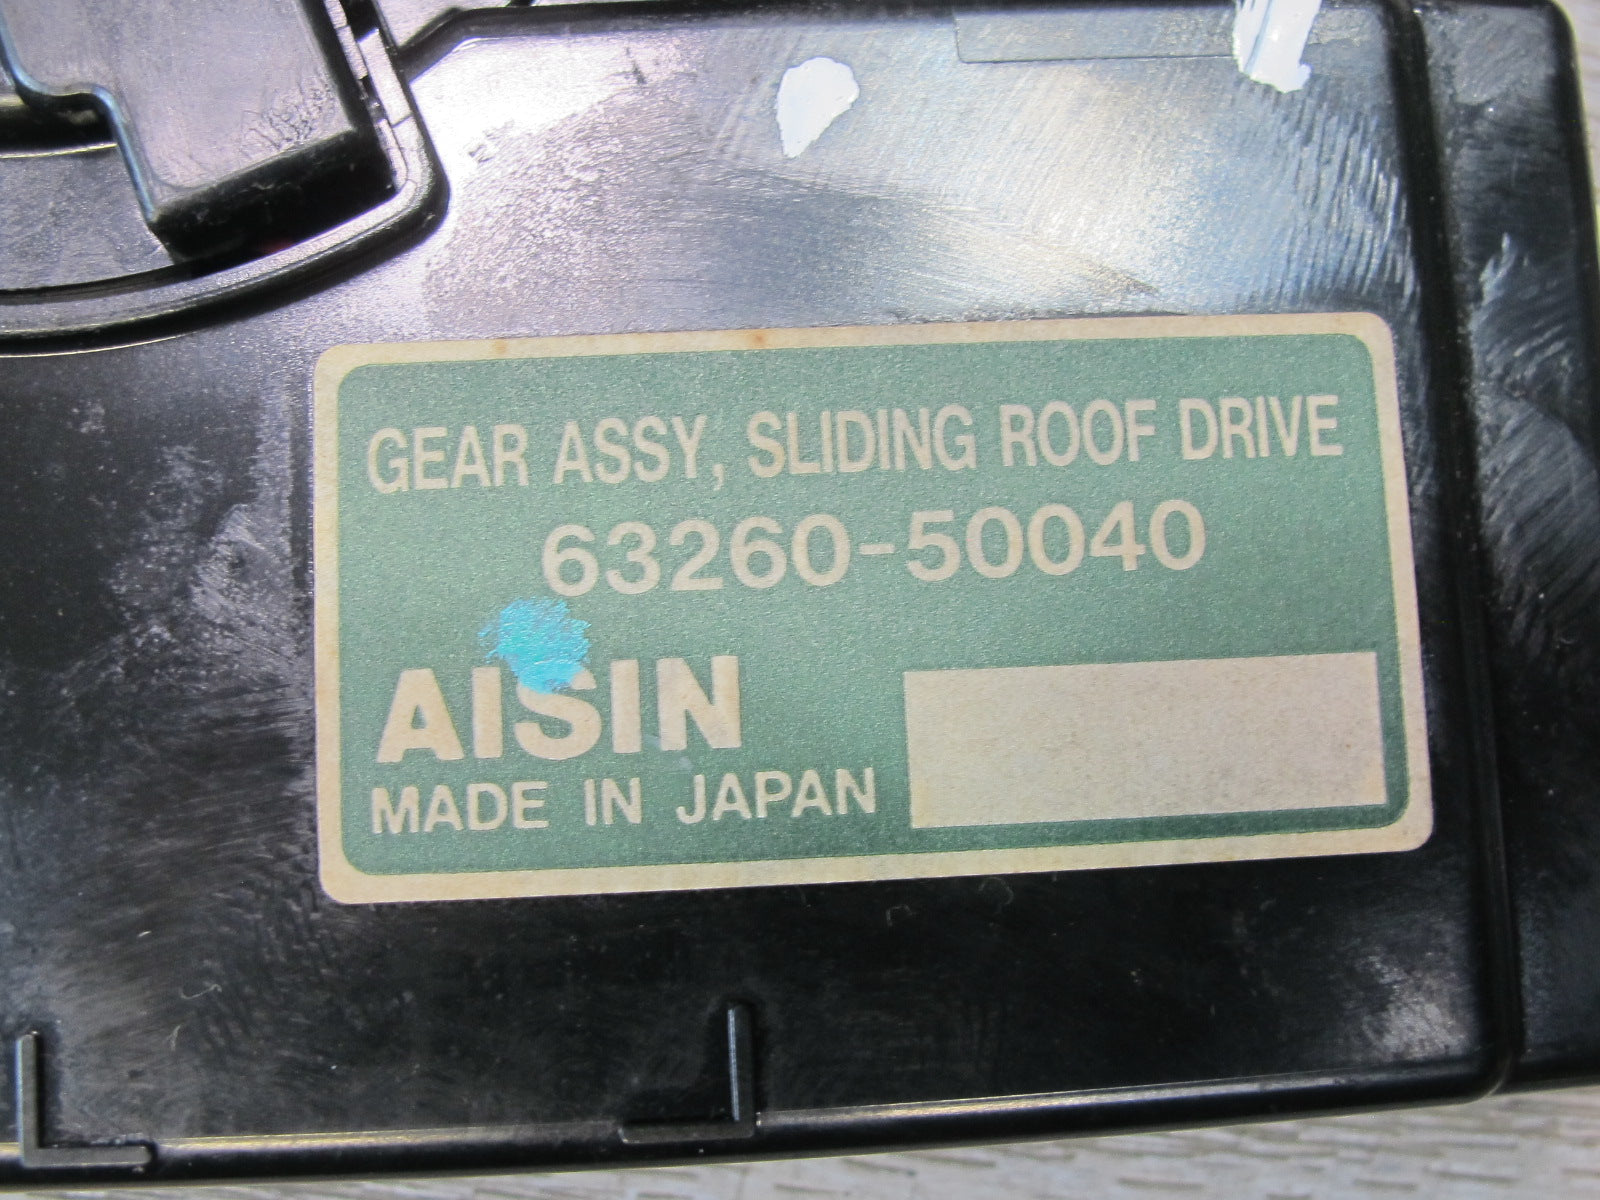 GEAR ASSY, SLIDING ROOF DRIVE
63260-50040
AISIN
MADE IN JAPAN